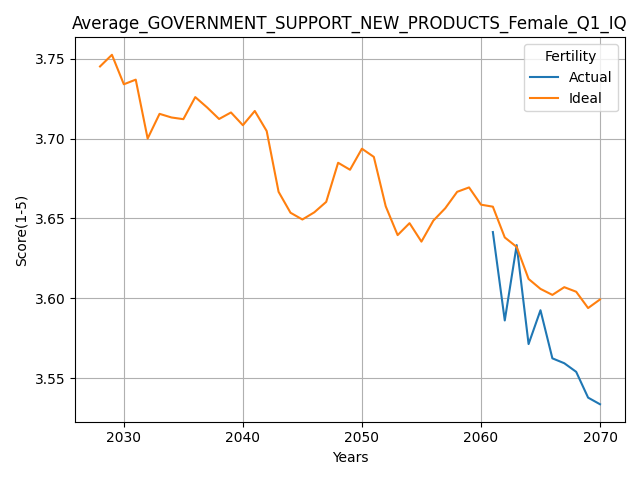 Average_GOVERNMENT_SUPPORT_NEW_PRODUCTS_Female_Q1_IQ
Fertility
Actual
Ideal
Score(1-5)
3.75
3.70
3.65
3.60
3.55
2030
2040
2050
2060
2070
Years